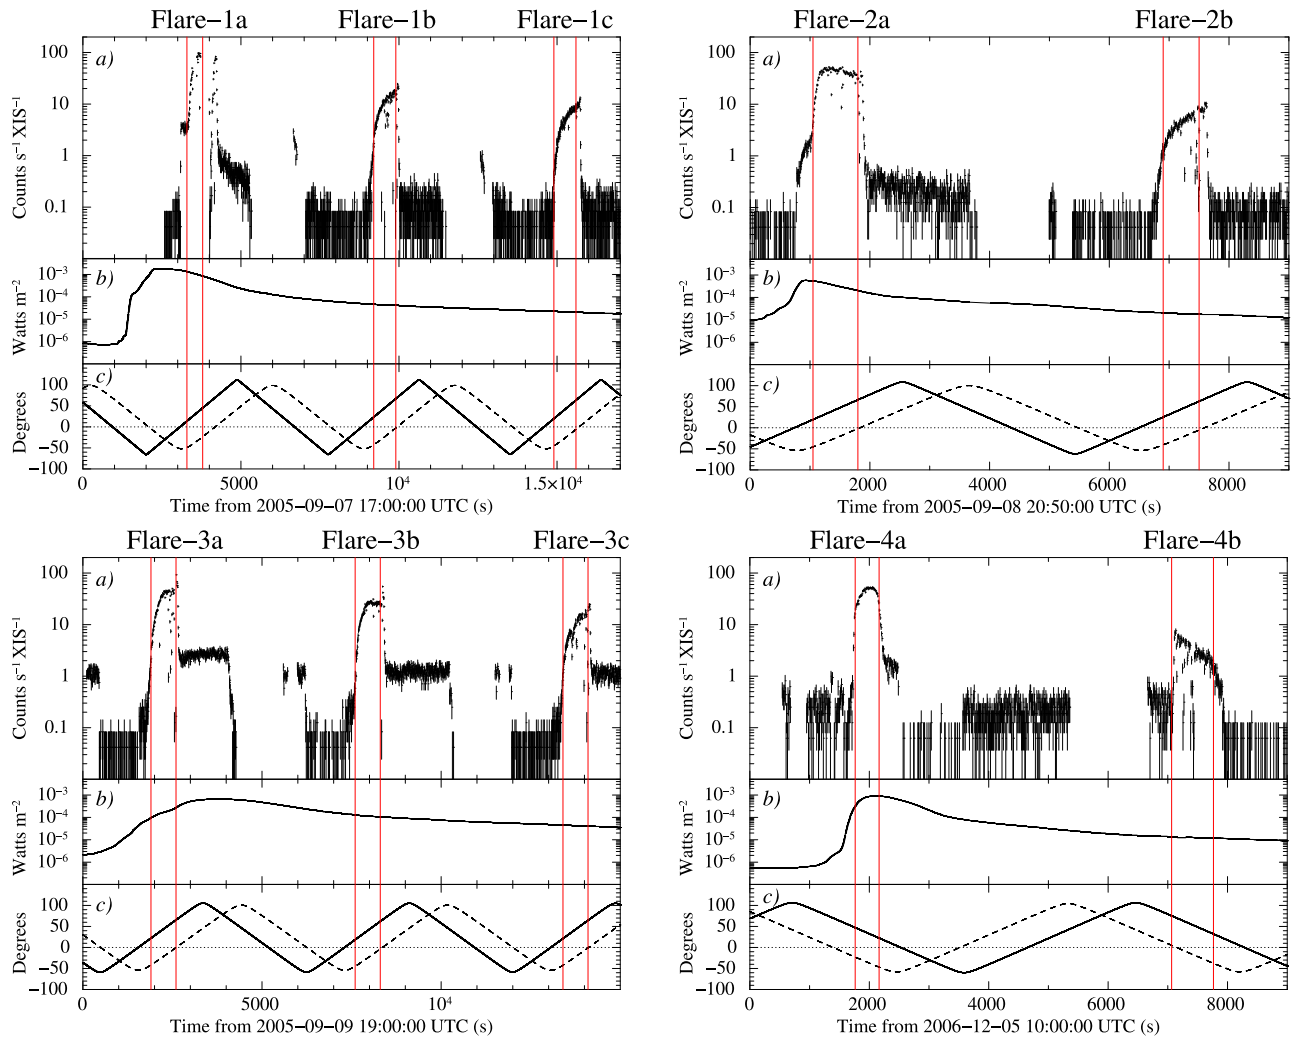 Flare−1a Flare−1b Flare−1c
a)
100
10
1
0.1
Counts s⁻¹ XIS⁻¹
b)
10⁻³
10⁻⁴
10⁻⁵
10⁻⁶
Watts m⁻²
c)
100
50
0
−50
−100
Degrees
0 5000 10⁴ 1.5×10⁴
Time from 2005−09−07 17:00:00 UTC (s)
Flare−2a Flare−2b
a)
100
10
1
0.1
Counts s⁻¹ XIS⁻¹
b)
10⁻³
10⁻⁴
10⁻⁵
10⁻⁶
Watts m⁻²
c)
100
50
0
−50
−100
Degrees
0 2000 4000 6000 8000
Time from 2005−09−08 20:50:00 UTC (s)
Flare−3a Flare−3b Flare−3c
a)
100
10
1
0.1
Counts s⁻¹ XIS⁻¹
b)
10⁻³
10⁻⁴
10⁻⁵
10⁻⁶
Watts m⁻²
c)
100
50
0
−50
−100
Degrees
0 5000 10⁴
Time from 2005−09−09 19:00:00 UTC (s)
Flare−4a Flare−4b
a)
100
10
1
0.1
Counts s⁻¹ XIS⁻¹
b)
10⁻³
10⁻⁴
10⁻⁵
10⁻⁶
Watts m⁻²
c)
100
50
0
−50
−100
Degrees
0 2000 4000 6000 8000
Time from 2006−12−05 10:00:00 UTC (s)